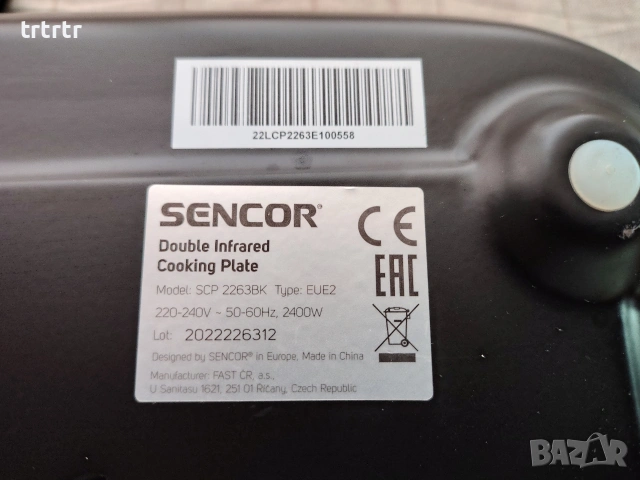 trtrtr
22LCP2263E100558
SENCOR®
Double Infrared
Cooking Plate
Model: SCP 2263BK Type: EUE2
220-240V ~ 50-60Hz, 2400W
Lot: 2022226312
Designed by SENCOR® in Europe, Made in China
Manufacturer: FAST ČR, a.s.,
U Sanitasu 1621, 251 01 Říčany, Czech Republic
CE
EAC
BAZAR